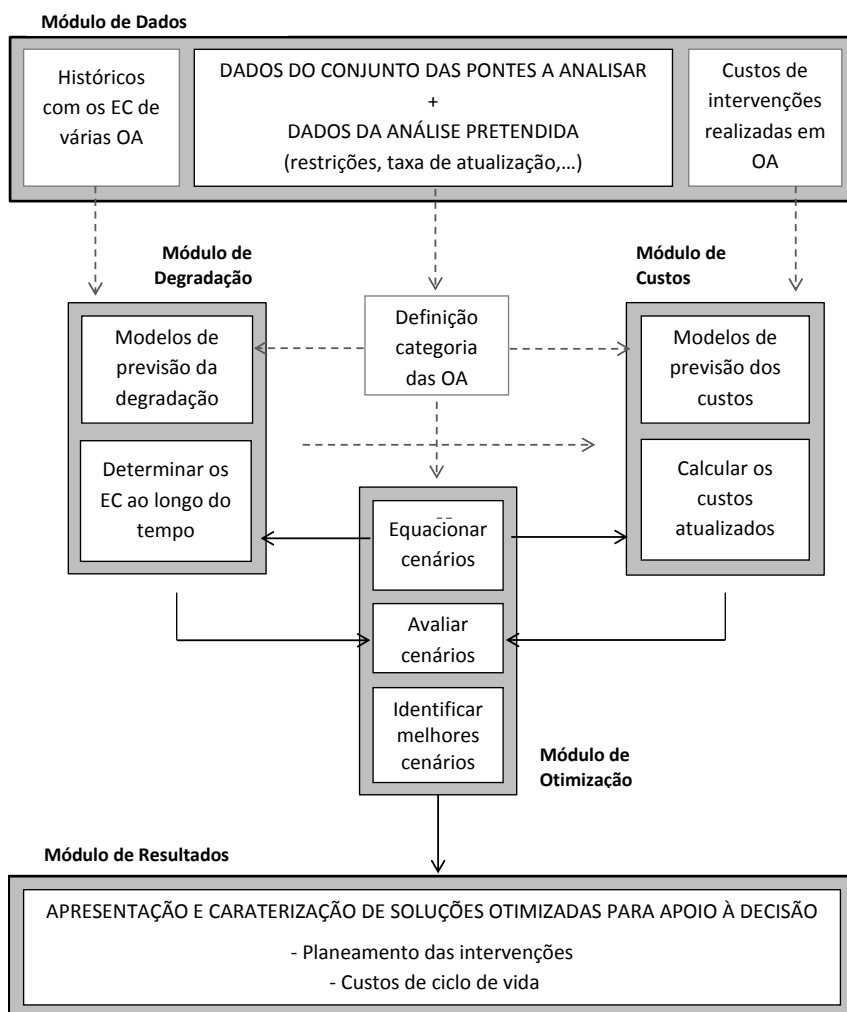 Módulo de Dados
Históricos
com os EC de
várias OA
DADOS DO CONJUNTO DAS PONTES A ANALISAR
+
DADOS DA ANÁLISE PRETENDIDA
(restrições, taxa de atualização,...)
Custos de
intervenções
realizadas em
OA
Módulo de
Degradação
Módulo de
Custos
Modelos de
previsão da
degradação
Definição
categoria
das OA
Modelos de
previsão dos
custos
Determinar os
EC ao longo do
tempo
Calcular os
custos
atualizados
Equacionar
cenários
Avaliar
cenários
Identificar
melhores
cenários
Módulo de
Otimização
Módulo de Resultados
APRESENTAÇÃO E CARATERIZAÇÃO DE SOLUÇÕES OTIMIZADAS PARA APOIO À DECISÃO
- Planeamento das intervenções
- Custos de ciclo de vida